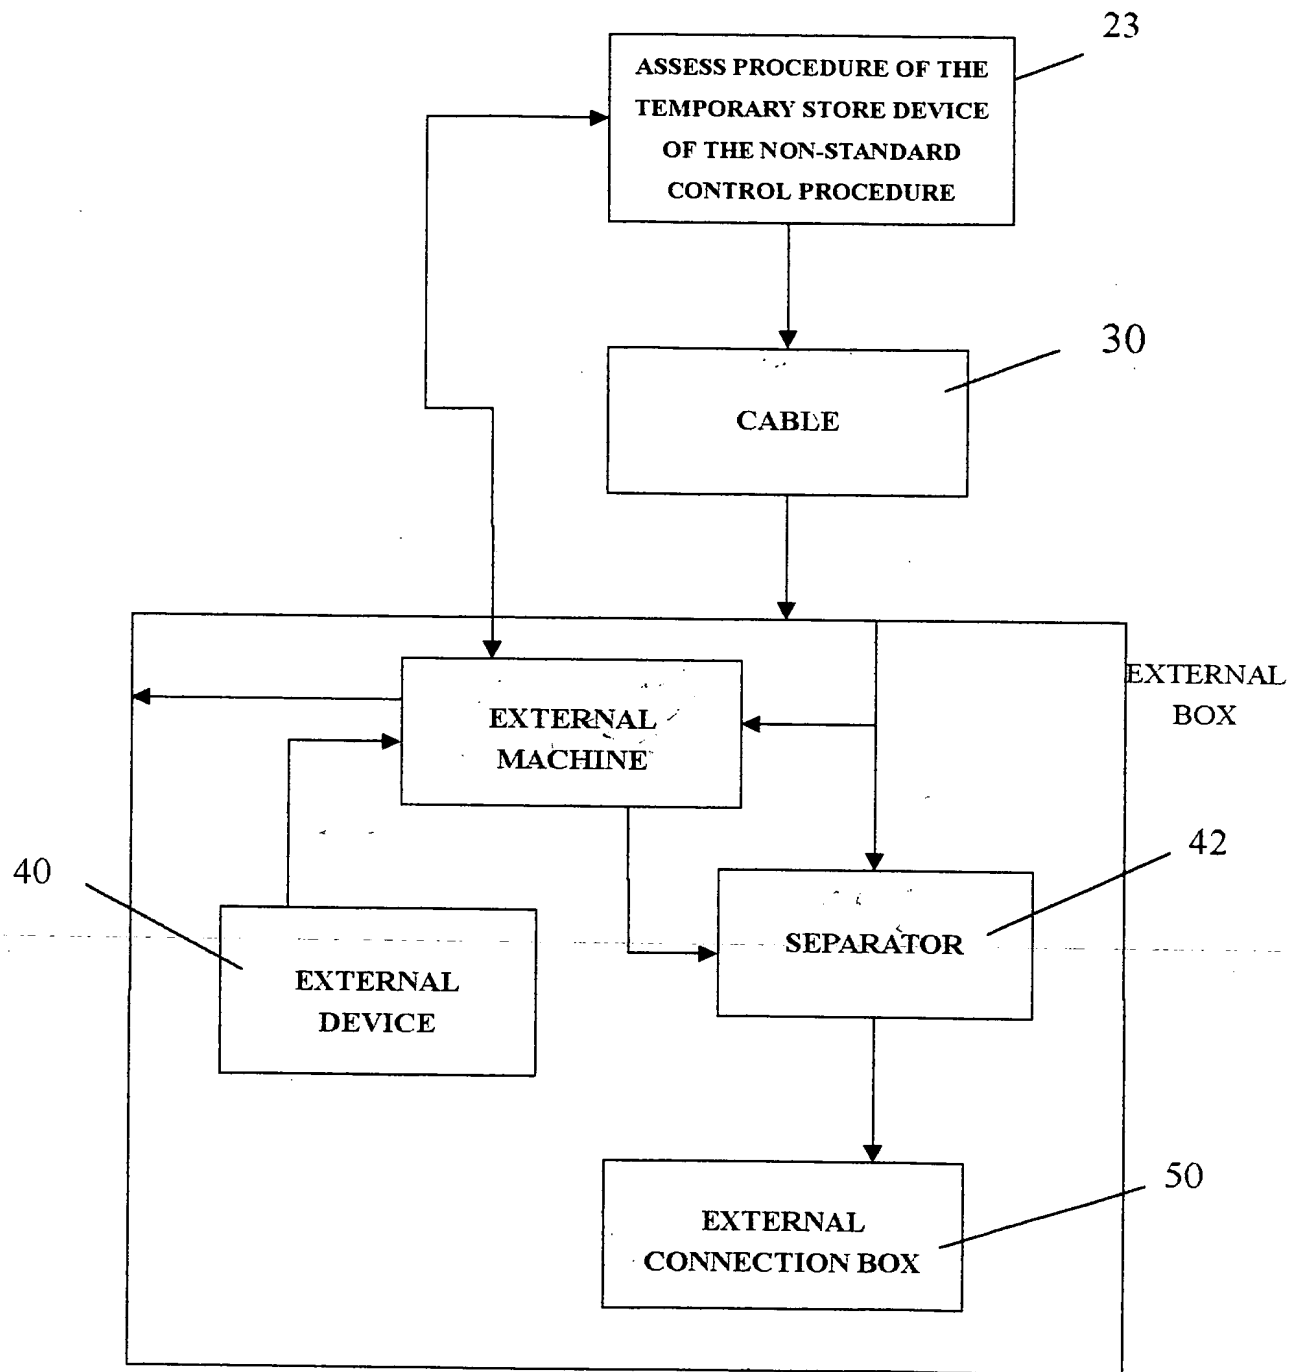 23
ASSESS PROCEDURE OF THE
TEMPORARY STORE DEVICE
OF THE NON-STANDARD
CONTROL PROCEDURE
30
CABLE
EXTERNAL
BOX
EXTERNAL
MACHINE
42
40
SEPARATOR
EXTERNAL
DEVICE
50
EXTERNAL
CONNECTION BOX